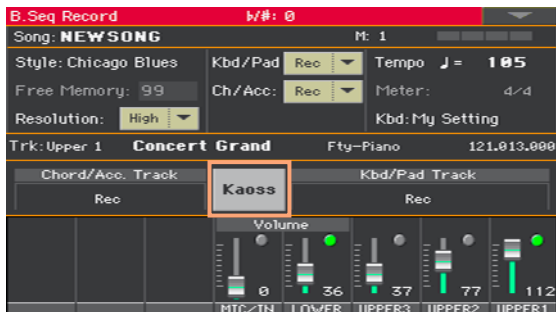 B.Seq Record b/#: 0
Song: NEWSONG M: 1
Style: Chicago Blues Kbd/Pad Rec Tempo ♩= 105
Free Memory: 99 Ch/Acc: Rec Meter: 4/4
Resolution: High Kbd: My Setting
Trk: Upper 1 Concert Grand Fty-Piano 121.013.000
Chord/Acc. Track Kaoss Kbd/Pad Track
Rec Rec
Volume
0 36 37 77 112
MIC/IN LOWER UPPER3 UPPER2 UPPER1